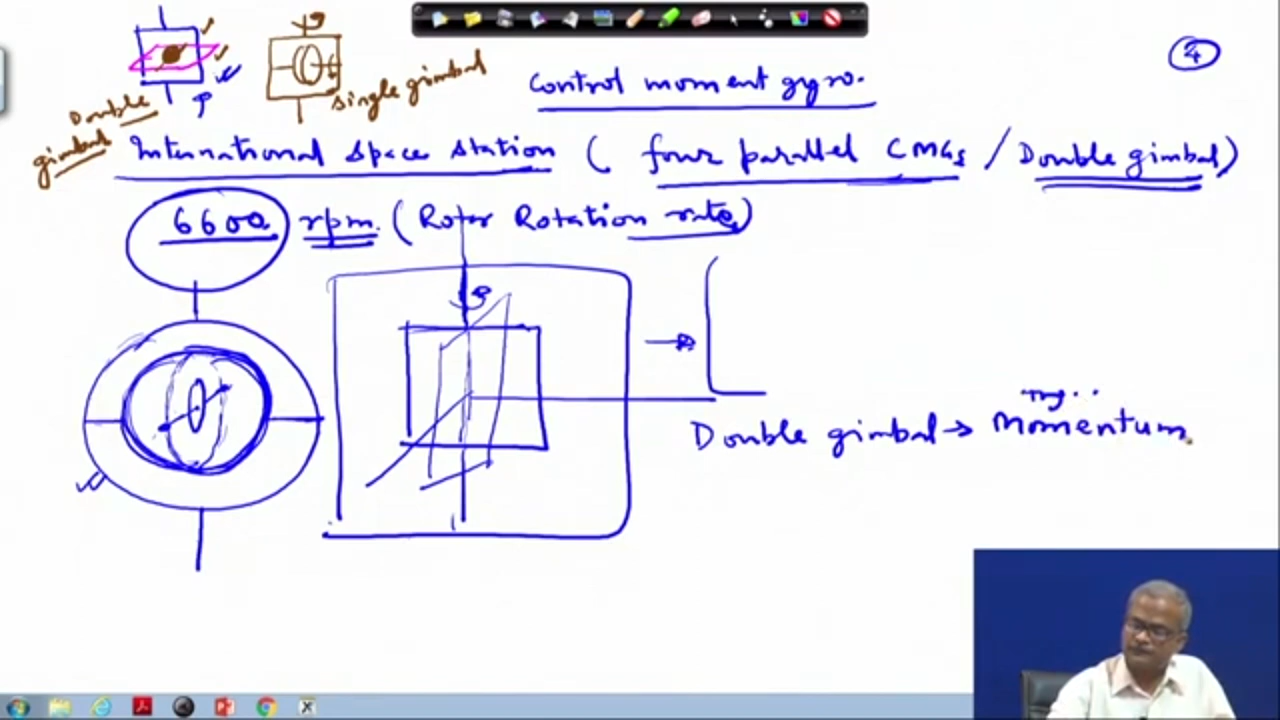 4
Double gimbal
single gimbal
Control moment gyro.
International Space Station ( four parallel CMGs / Double gimbal)
6600 rpm. (Rotor Rotation rate)
Double gimbal → Momentum